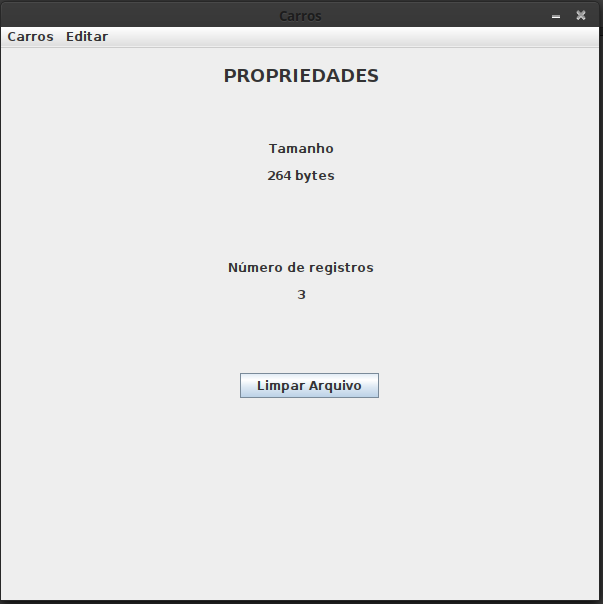 Carros
Carros Editar
PROPRIEDADES
Tamanho
264 bytes
Número de registros
3
Limpar Arquivo